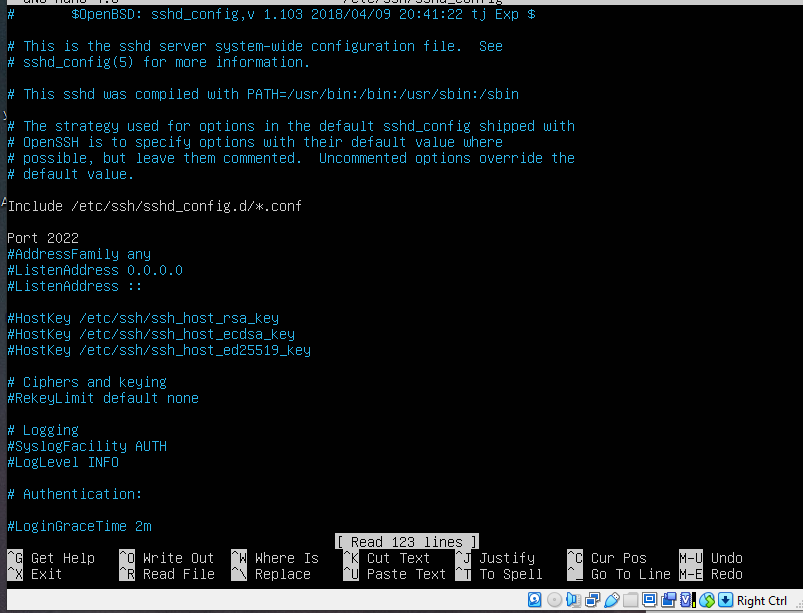 # $OpenBSD: sshd_config,v 1.103 2018/04/09 20:41:22 tj Exp $
# This is the sshd server system-wide configuration file.  See
# sshd_config(5) for more information.
# This sshd was compiled with PATH=/usr/bin:/bin:/usr/sbin:/sbin
# The strategy used for options in the default sshd_config shipped with
# OpenSSH is to specify options with their default value where
# possible, but leave them commented.  Uncommented options override the
# default value.
Include /etc/ssh/sshd_config.d/*.conf
Port 2022
#AddressFamily any
#ListenAddress 0.0.0.0
#ListenAddress ::
#HostKey /etc/ssh/ssh_host_rsa_key
#HostKey /etc/ssh/ssh_host_ecdsa_key
#HostKey /etc/ssh/ssh_host_ed25519_key
# Ciphers and keying
#RekeyLimit default none
# Logging
#SyslogFacility AUTH
#LogLevel INFO
# Authentication:
#LoginGraceTime 2m
[ Read 123 lines ]
^G Get Help ^O Write Out ^W Where Is ^K Cut Text ^J Justify ^C Cur Pos M-U Undo
^X Exit ^R Read File ^\ Replace ^U Paste Text ^T To Spell ^_ Go To Line M-E Redo
Right Ctrl